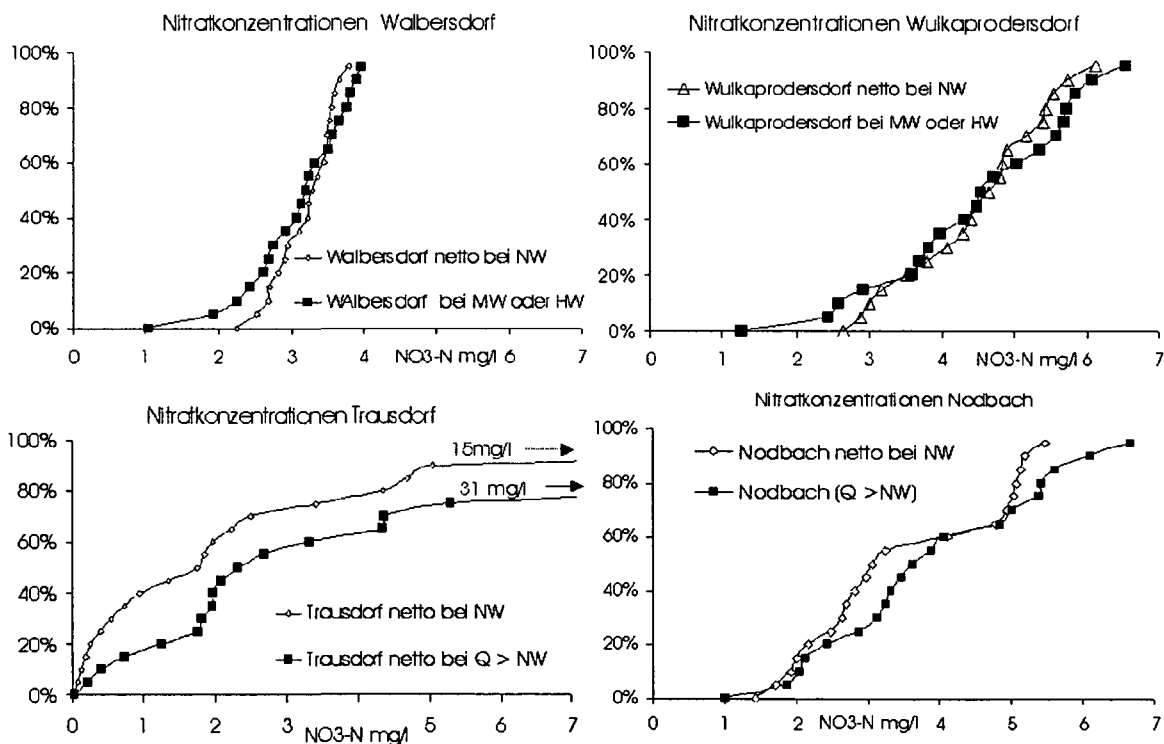 Nitratkonzentrationen Walbersdorf
100%
80%
60%
40%
20%
0%
Walbersdorf netto bei NW
WAlbersdorf bei MW oder HW
0 1 2 3 4 NO3-N mg/l 6 7
Nitratkonzentrationen Wulkaprodersdorf
100%
80%
60%
40%
20%
0%
Wulkaprodersdorf netto bei NW
Wulkaprodersdorf bei MW oder HW
0 1 2 3 4 NO3-N mg/l 6 7
Nitratkonzentrationen Trausdorf
100%
80%
60%
40%
20%
0%
15mg/l
31 mg/l
Trausdorf netto bei NW
Trausdorf netto bei Q > NW
0 1 2 3 4 5 6 7
NO3-N mg/l
Nitratkonzentrationen Nodbach
100%
80%
60%
40%
20%
0%
Nodbach netto bei NW
Nodbach (Q >NW)
0 1 2 NO3-N mg/l 4 5 6 7